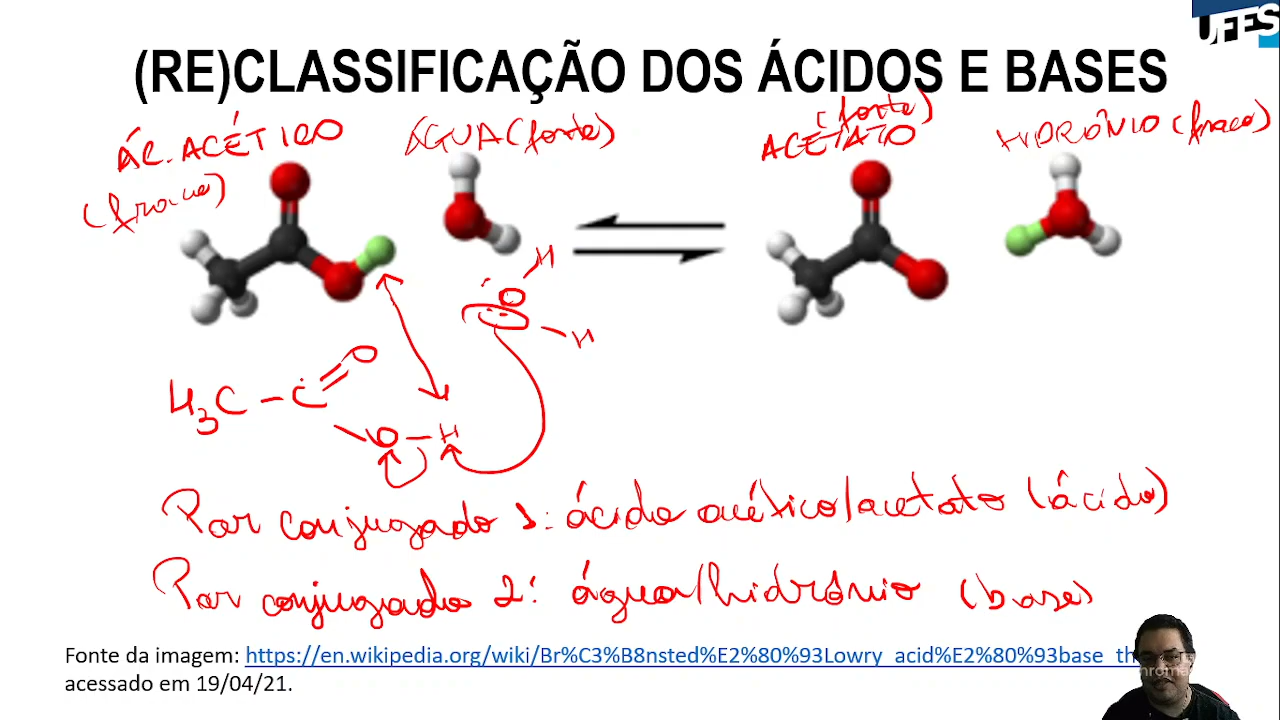 UFES
(RE)CLASSIFICAÇÃO DOS ÁCIDOS E BASES
ÁC. ACÉTICO
(fraco)
ÁGUA (forte)
(forte)
ACETATO
HIDRÔNIO (fraco)
O
H
H
H3C - C = O
O - H
Par conjugado 1: ácido acético/acetato (ácido)
Par conjugado 2: água/hidrônio (bases
Fonte da imagem: https://en.wikipedia.org/wiki/Br%C3%B8nsted%E2%80%93Lowry_acid%E2%80%93base_th
acessado em 19/04/21.